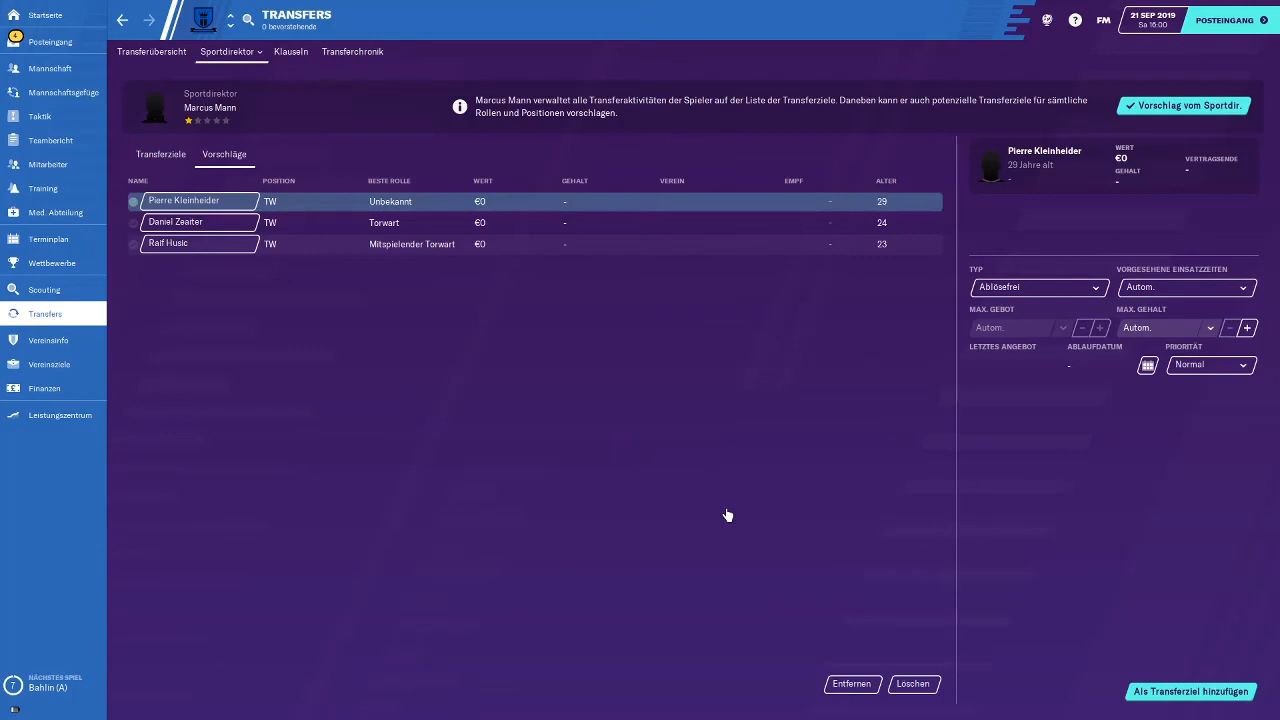 Startseite
TRANSFERS
0 bevorstehende
FM
21 SEP 2019
Sa 16:00
POSTEINGANG
4
Posteingang
Mannschaft
Mannschaftsgefüge
Taktik
Teambericht
Mitarbeiter
Training
Med. Abteilung
Terminplan
Wettbewerbe
Scouting
Transfers
Vereinsinfo
Vereinsziele
Finanzen
Leistungszentrum
7
NÄCHSTES SPIEL
Bahlin (A)
Transferübersicht
Sportdirektor
Klauseln
Transferchronik
Sportdirektor
Marcus Mann
Marcus Mann verwaltet alle Transferaktivitäten der Spieler auf der Liste der Transferziele. Daneben kann er auch potenzielle Transferziele für sämtliche
Rollen und Positionen vorschlagen.
Vorschlag vom Sportdir.
Transferziele
Vorschläge
NAME POSITION BESTE ROLLE WERT GEHALT VEREIN EMPF ALTER
Pierre Kleinheider TW Unbekannt €0 - - 29
Daniel Zeaiter TW Torwart €0 - - 24
Raif Husic TW Mitspielender Torwart €0 - - 23
Entfernen
Löschen
Pierre Kleinheider
29 Jahre alt
-
WERT
€0
GEHALT
-
VERTRAGSENDE
-
TYP
Ablösefrei
VORGESEHENE EINSATZZEITEN
Autom.
MAX. GEBOT
Autom.
MAX. GEHALT
Autom.
LETZTES ANGEBOT
ABLAUFDATUM
-
PRIORITÄT
Normal
Als Transferziel hinzufügen